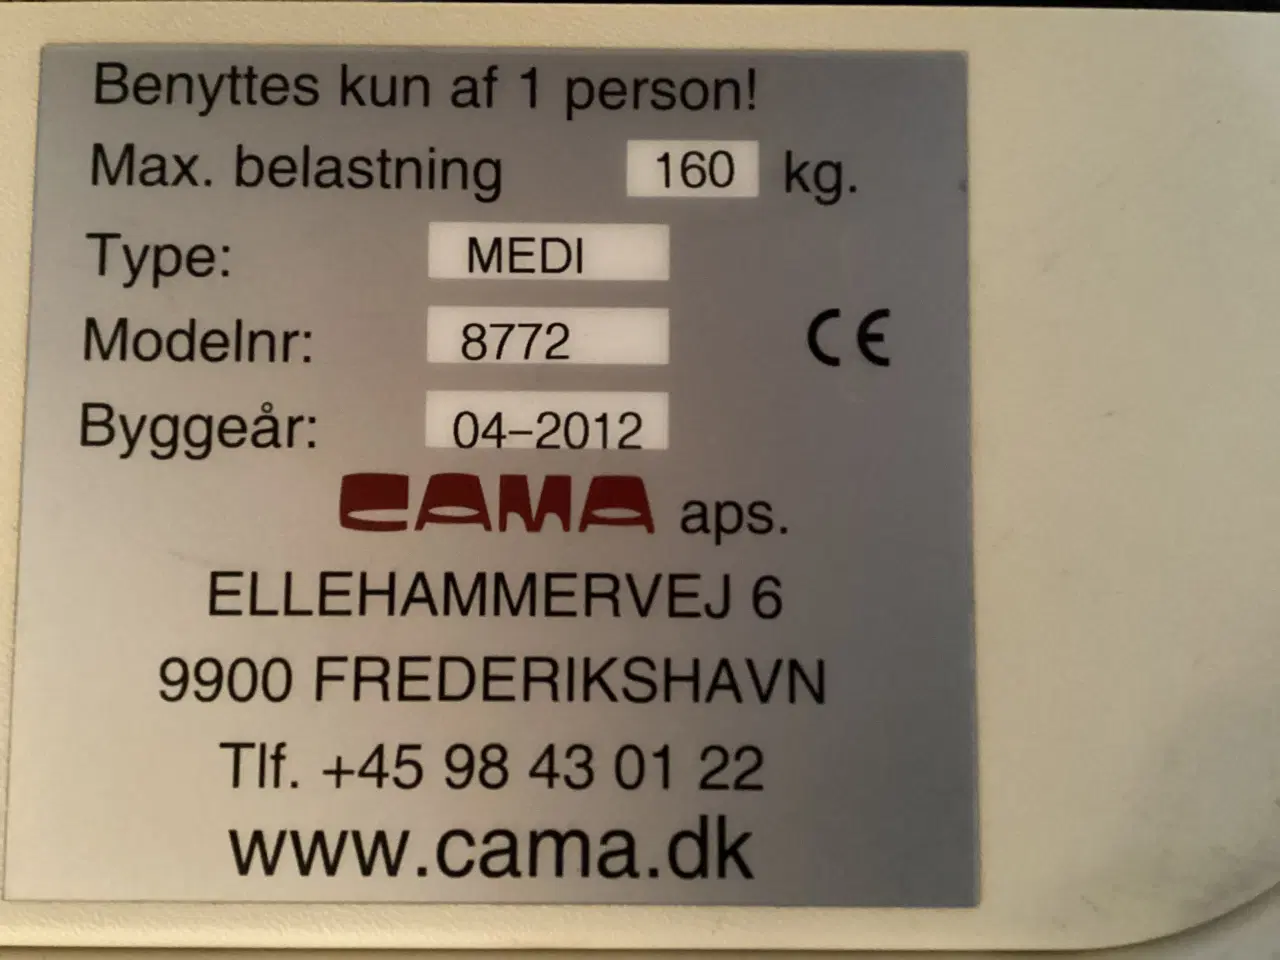 Benyttes kun af 1 person!
Max. belastning 160 kg.
Type: MEDI
Modelnr: 8772 CE
Byggeår: 04-2012
CAMA aps.
ELLEHAMMERVEJ 6
9900 FREDERIKSHAVN
Tlf. +45 98 43 01 22
www.cama.dk